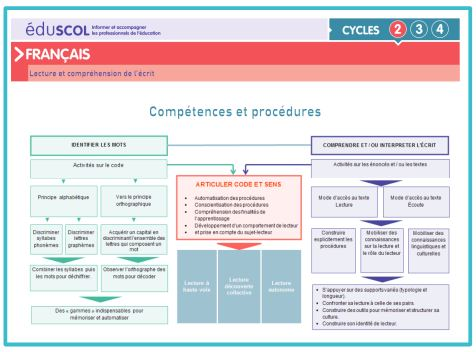 éduscol
Informer et accompagner
les professionnels de l'éducation
CYCLES 2 3 4
FRANÇAIS
Lecture et compréhension de l'écrit
Compétences et procédures
IDENTIFIER LES MOTS
COMPRENDRE ET / OU INTERPRETER L'ÉCRIT
Activités sur le code
Activités sur les énoncés et / ou les textes
ARTICULER CODE ET SENS
Automatisation des procédures
Conscientisation des procédures
Compréhension des finalités de
l'apprentissage
Développement d'un comportement de lecteur
et prise en compte du sujet-lecteur
Principe alphabétique
Vers le principe
orthographique
Mode d'accès au texte
Lecture
Mode d'accès au texte
Écoute
Discriminer
syllabes
phonèmes
Discriminer
lettres
graphèmes
Acquérir un capital en
discriminant l'ensemble des
lettres qui composent un
mot
Construire
explicitement les
procédures
Mobiliser des
connaissances
sur la lecture et
le rôle du lecteur
Mobiliser des
connaissances
linguistiques et
culturelles
Combiner les syllabes puis
les mots pour déchiffrer.
Observer l'orthographe des
mots pour décoder
Lecture à
haute voix
Lecture
découverte
collective
Lecture
autonome
Des « gammes » indispensables pour
mémoriser et automatiser
S'appuyer sur des supports variés (typologie et
longueur).
Confronter sa lecture à celle de ses pairs.
Construire des outils pour mémoriser et structurer sa
culture.
Construire son identité de lecteur.